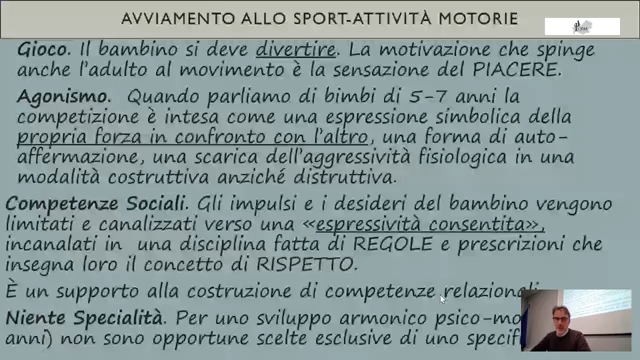 AVVIAMENTO ALLO SPORT-ATTIVITÀ MOTORIE
Gioco. Il bambino si deve divertire. La motivazione che spinge
anche l'adulto al movimento è la sensazione del PIACERE.
Agonismo. Quando parliamo di bimbi di 5-7 anni la
competizione è intesa come una espressione simbolica della
propria forza in confronto con l'altro, una forma di auto-
affermazione, una scarica dell'aggressività fisiologica in una
modalità costruttiva anziché distruttiva.
Competenze Sociali. Gli impulsi e i desideri del bambino vengono
limitati e canalizzati verso una «espressività consentita»,
incanalati in una disciplina fatta di REGOLE e prescrizioni che
insegna loro il concetto di RISPETTO.
È un supporto alla costruzione di competenze relazionali
Niente Specialità. Per uno sviluppo armonico psico-mo
anni) non sono opportune scelte esclusive di uno specif